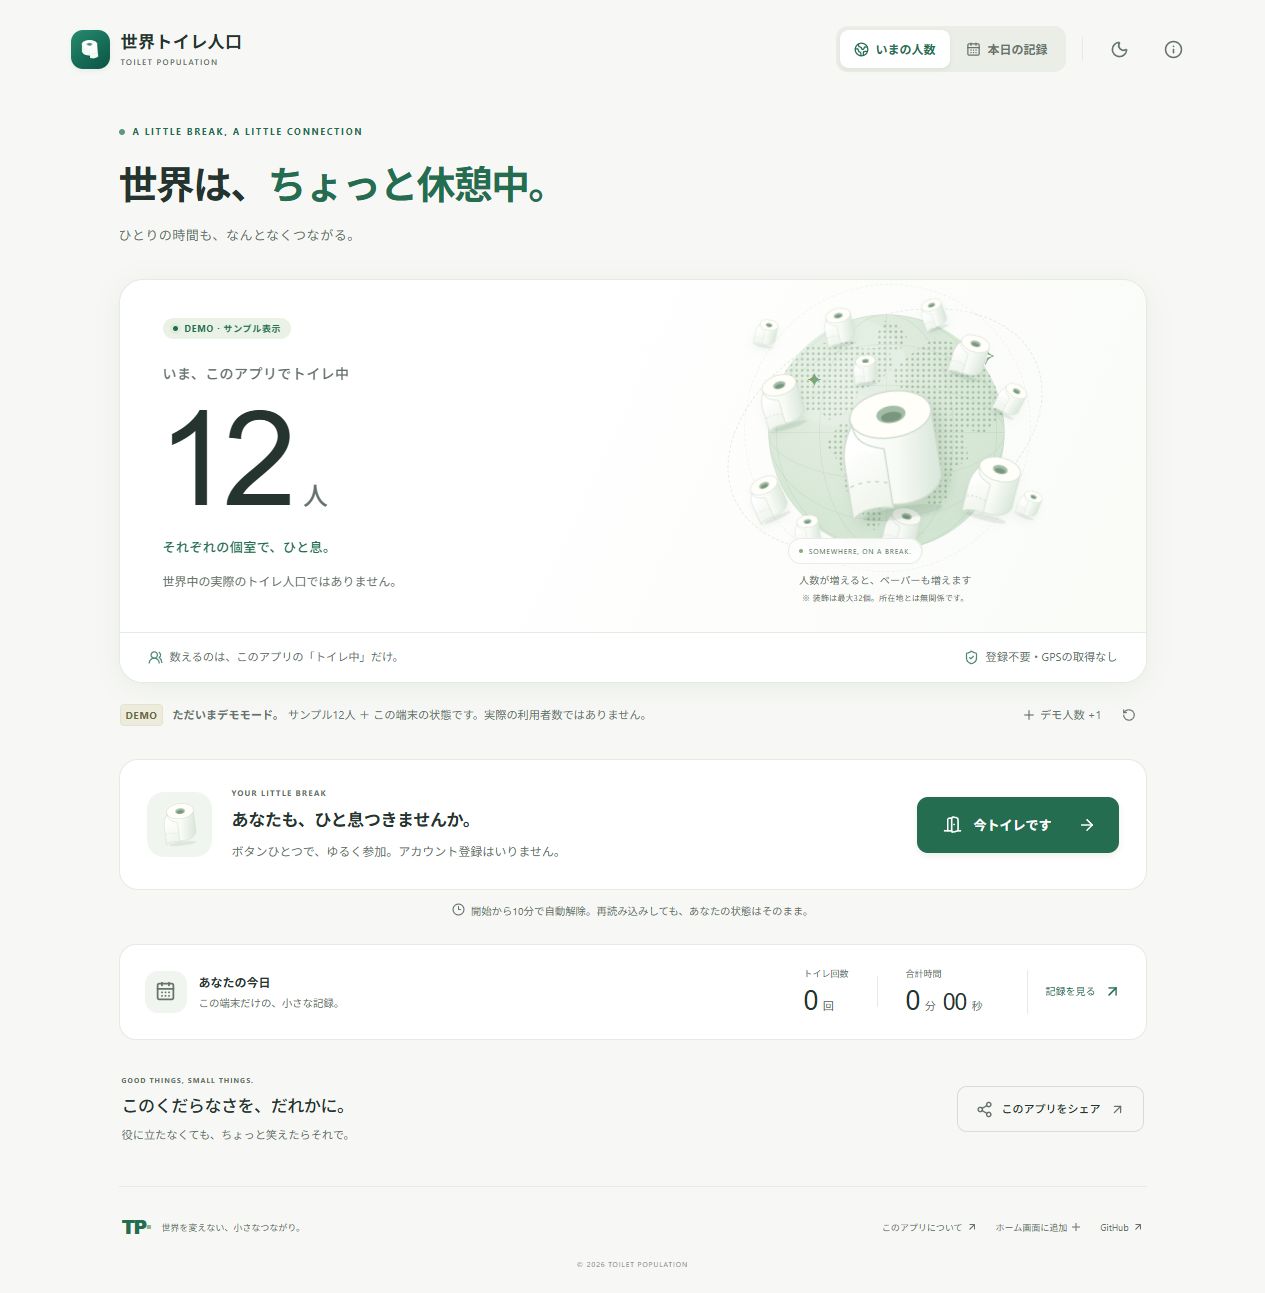 世界トイレ人口
TOILET POPULATION
いまの人数
本日の記録
A LITTLE BREAK, A LITTLE CONNECTION
世界は、ちょっと休憩中。
ひとりの時間も、なんとなくつながる。
DEMO・サンプル表示
いま、このアプリでトイレ中
12人
それぞれの個室で、ひと息。
世界中の実際のトイレ人口ではありません。
SOMEWHERE, ON A BREAK.
人数が増えると、ペーパーも増えます
※ 装飾は最大32個。所在地とは無関係です。
数えるのは、このアプリの「トイレ中」だけ。
登録不要・GPSの取得なし
DEMO ただいまデモモード。 サンプル12人 ＋ この端末の状態です。実際の利用者数ではありません。
デモ人数 +1
YOUR LITTLE BREAK
あなたも、ひと息つきませんか。
ボタンひとつで、ゆるく参加。アカウント登録はいりません。
今トイレです
開始から10分で自動解除。再読み込みしても、あなたの状態はそのまま。
あなたの今日
この端末だけの、小さな記録。
トイレ回数
0 回
合計時間
0 分 00 秒
記録を見る
GOOD THINGS, SMALL THINGS.
このくだらなさを、だれかに。
役に立たなくても、ちょっと笑えたらそれで。
このアプリをシェア
TP
世界を変えない、小さなつながり。
このアプリについて
ホーム画面に追加
GitHub
© 2026 TOILET POPULATION